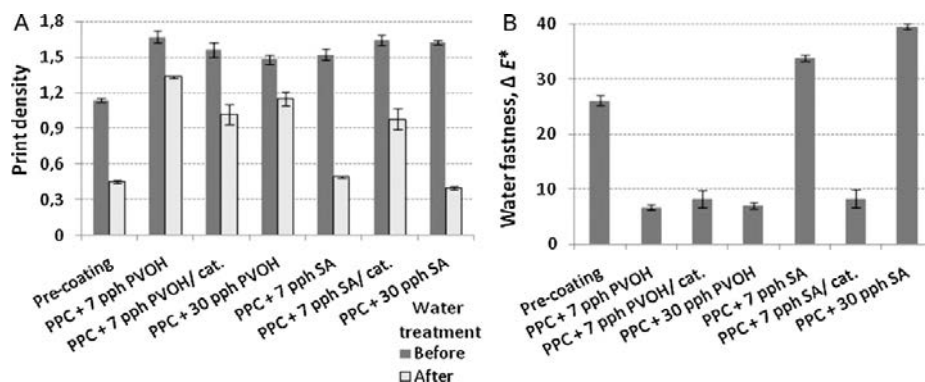 A
Print density
1,8
1,5
1,2
0,9
0,6
0,3
0
Pre-coating
PPC + 7 pph PVOH
PPC + 7 pph PVOH/ cat.
PPC + 30 pph PVOH
PPC + 7 pph SA
PPC + 7 pph SA/ cat.
PPC + 30 pph SA
Water
treatment
Before
After
B
Water fastness, Δ E*
40
30
20
10
0
Pre-coating
PPC + 7 pph PVOH
PPC + 7 pph PVOH/ cat.
PPC + 30 pph PVOH
PPC + 7 pph SA
PPC + 7 pph SA/ cat.
PPC + 30 pph SA